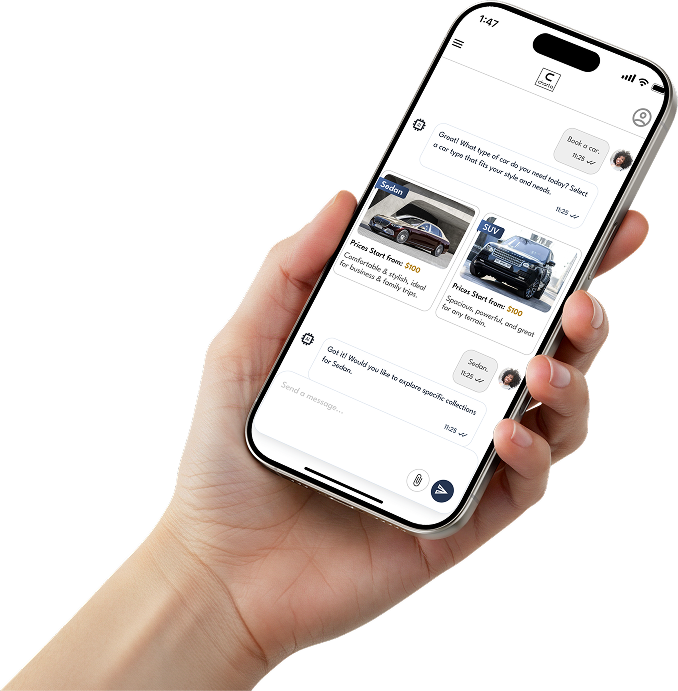 1:47
C
Book a car.
11:25
Great! What type of car do you need today? Select
a car type that fits your style and needs.
11:25
Sedan
Prices Start from: $100
Comfortable & stylish, ideal
for business & family trips.
SUV
Prices Start from: $100
Spacious, powerful, and great
for any terrain.
Sedan.
11:25
Got it! Would you like to explore specific collections
for Sedan.
11:25
Send a message...